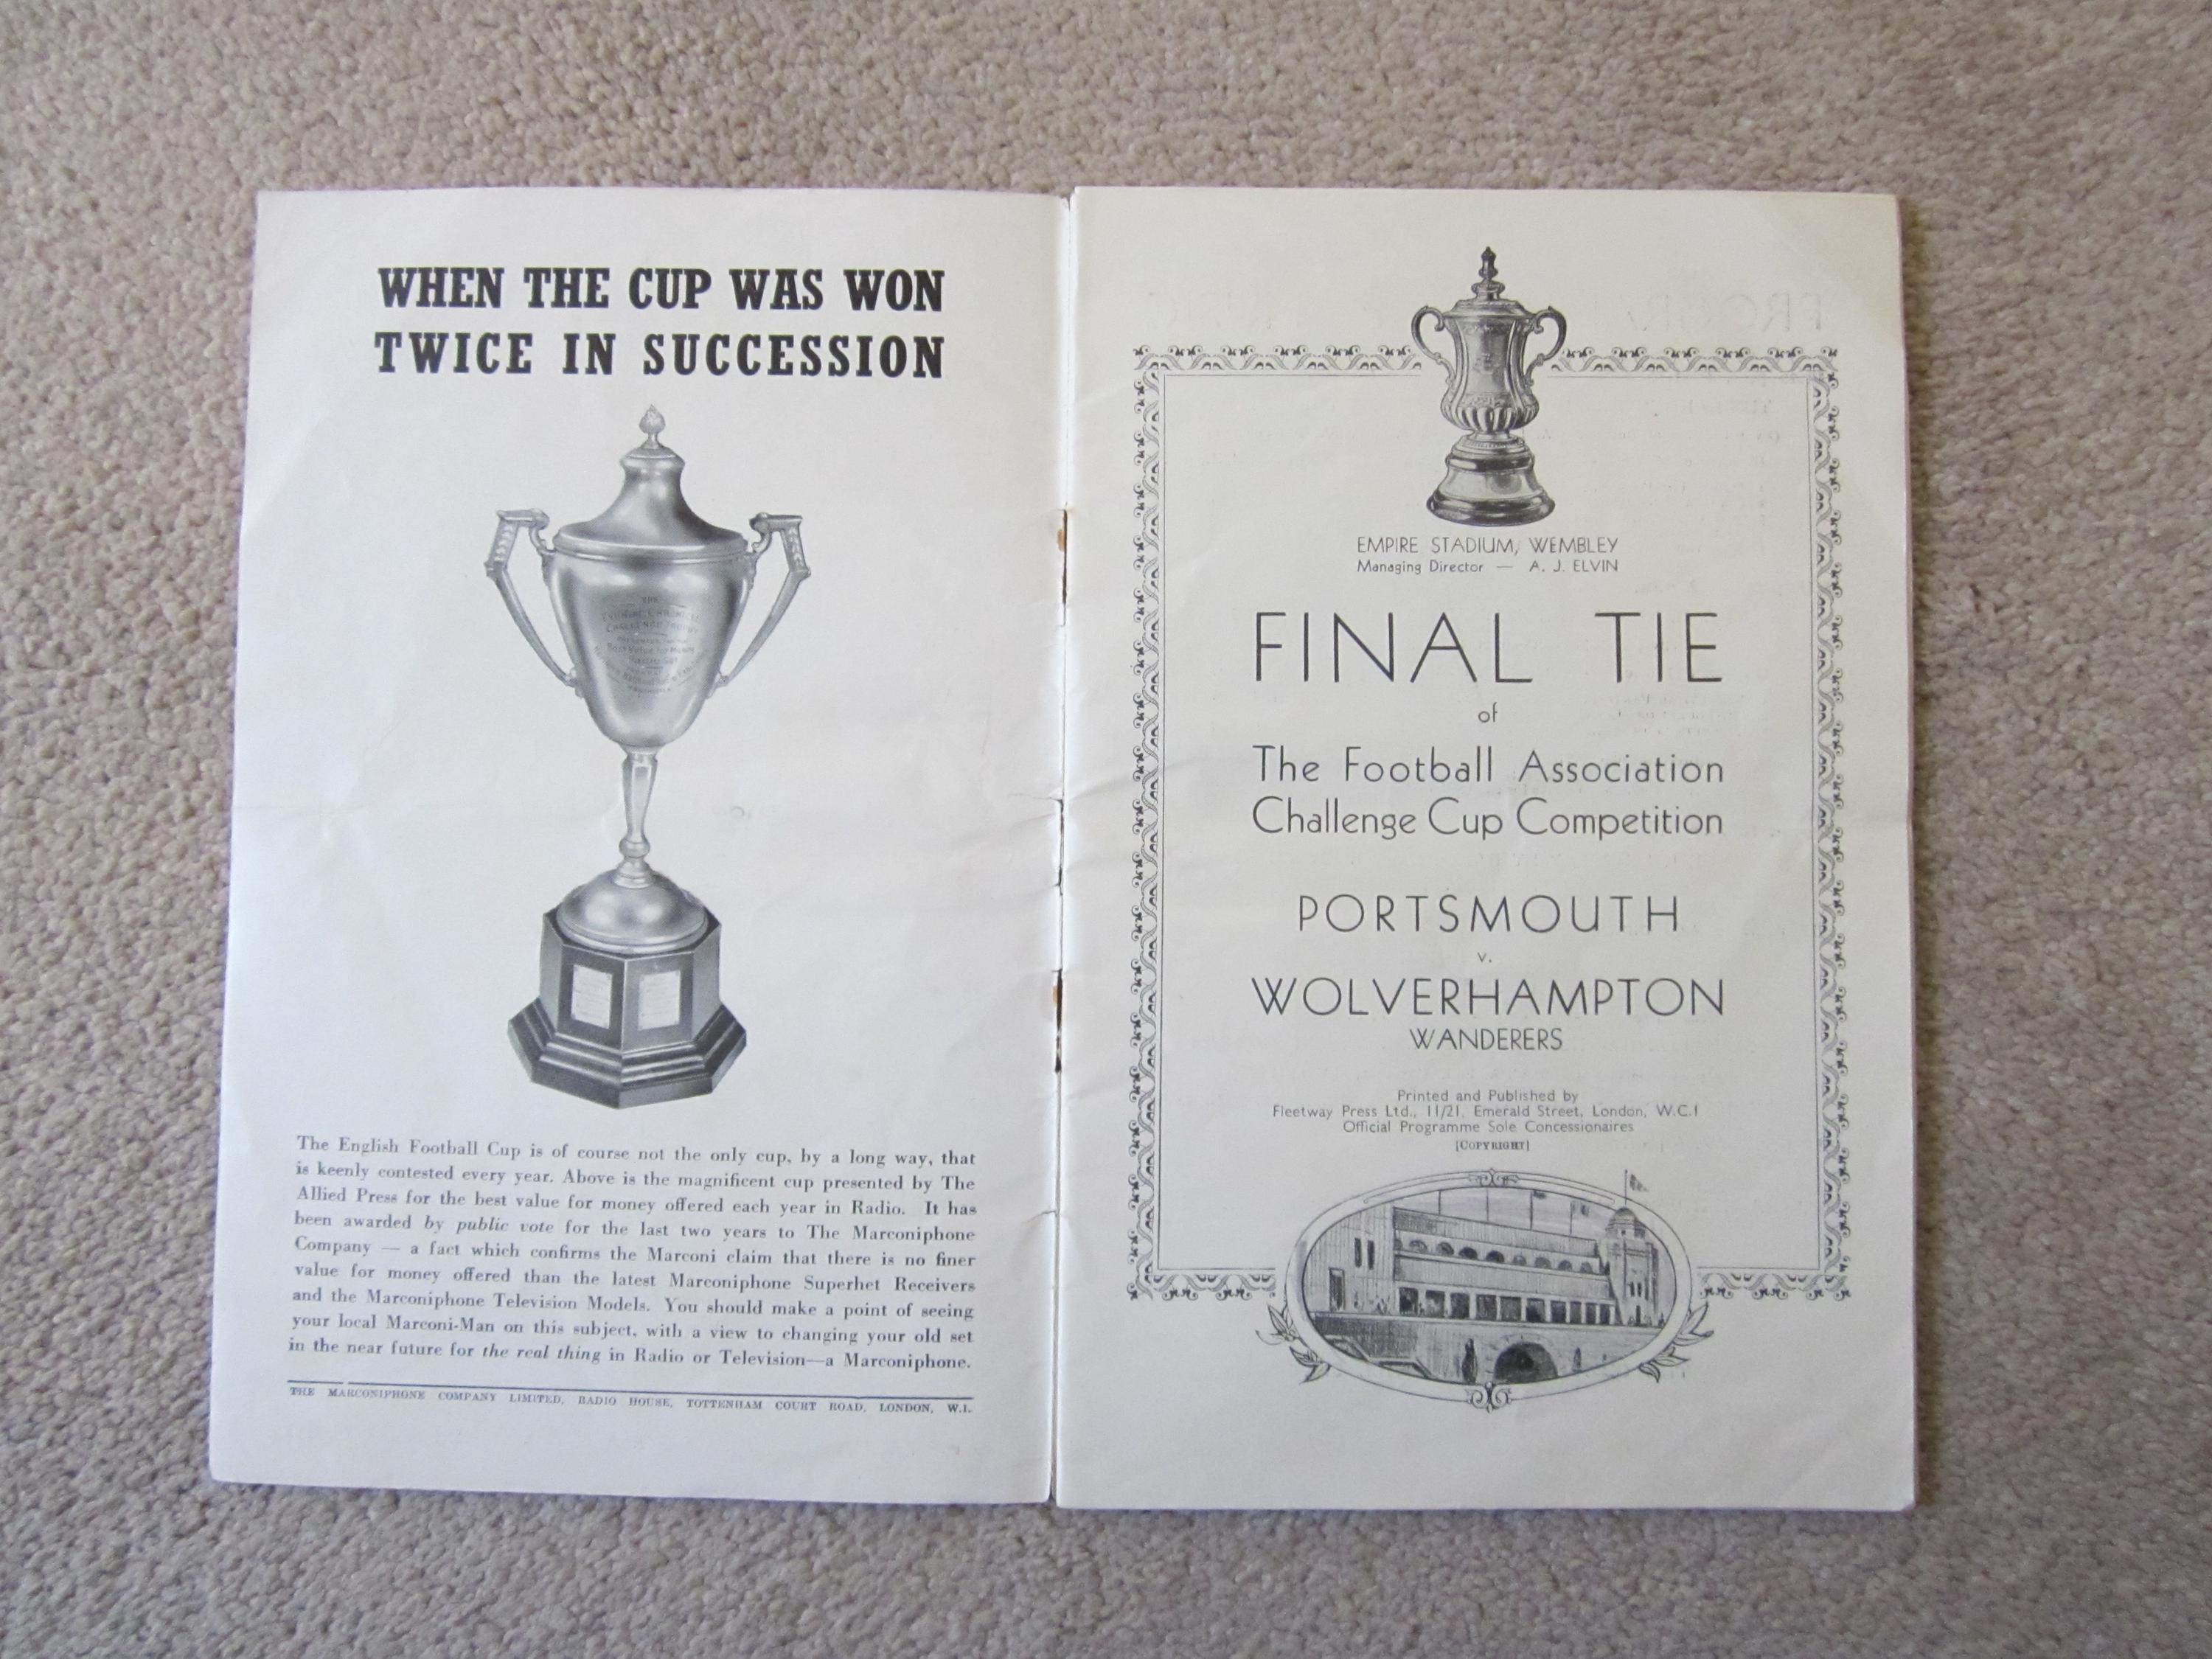 WHEN THE CUP WAS WON
TWICE IN SUCCESSION
THE
The English Football Cup is of course not the only cup, by a long way, that
is keenly contested every year. Above is the magnificent cup presented by The
Allied Press for the best value for money offered each year in Radio. It has
been awarded by public vote for the last two years to The Marconiphone
Company — a fact which confirms the Marconi claim that there is no finer
value for money offered than the latest Marconiphone Superhet Receivers
and the Marconiphone Television Models. You should make a point of seeing
your local Marconi-Man on this subject, with a view to changing your old set
in the near future for the real thing in Radio or Television—a Marconiphone.
THE MARCONIPHONE COMPANY LIMITED, RADIO HOUSE, TOTTENHAM COURT ROAD, LONDON, W.1.
EMPIRE STADIUM, WEMBLEY
Managing Director — A. J. ELVIN
FINAL TIE
of
The Football Association
Challenge Cup Competition
PORTSMOUTH
v.
WOLVERHAMPTON
WANDERERS
Printed and Published by
Fleetway Press Ltd., 11/21, Emerald Street, London, W.C.1
Official Programme Sole Concessionaires
[COPYRIGHT]